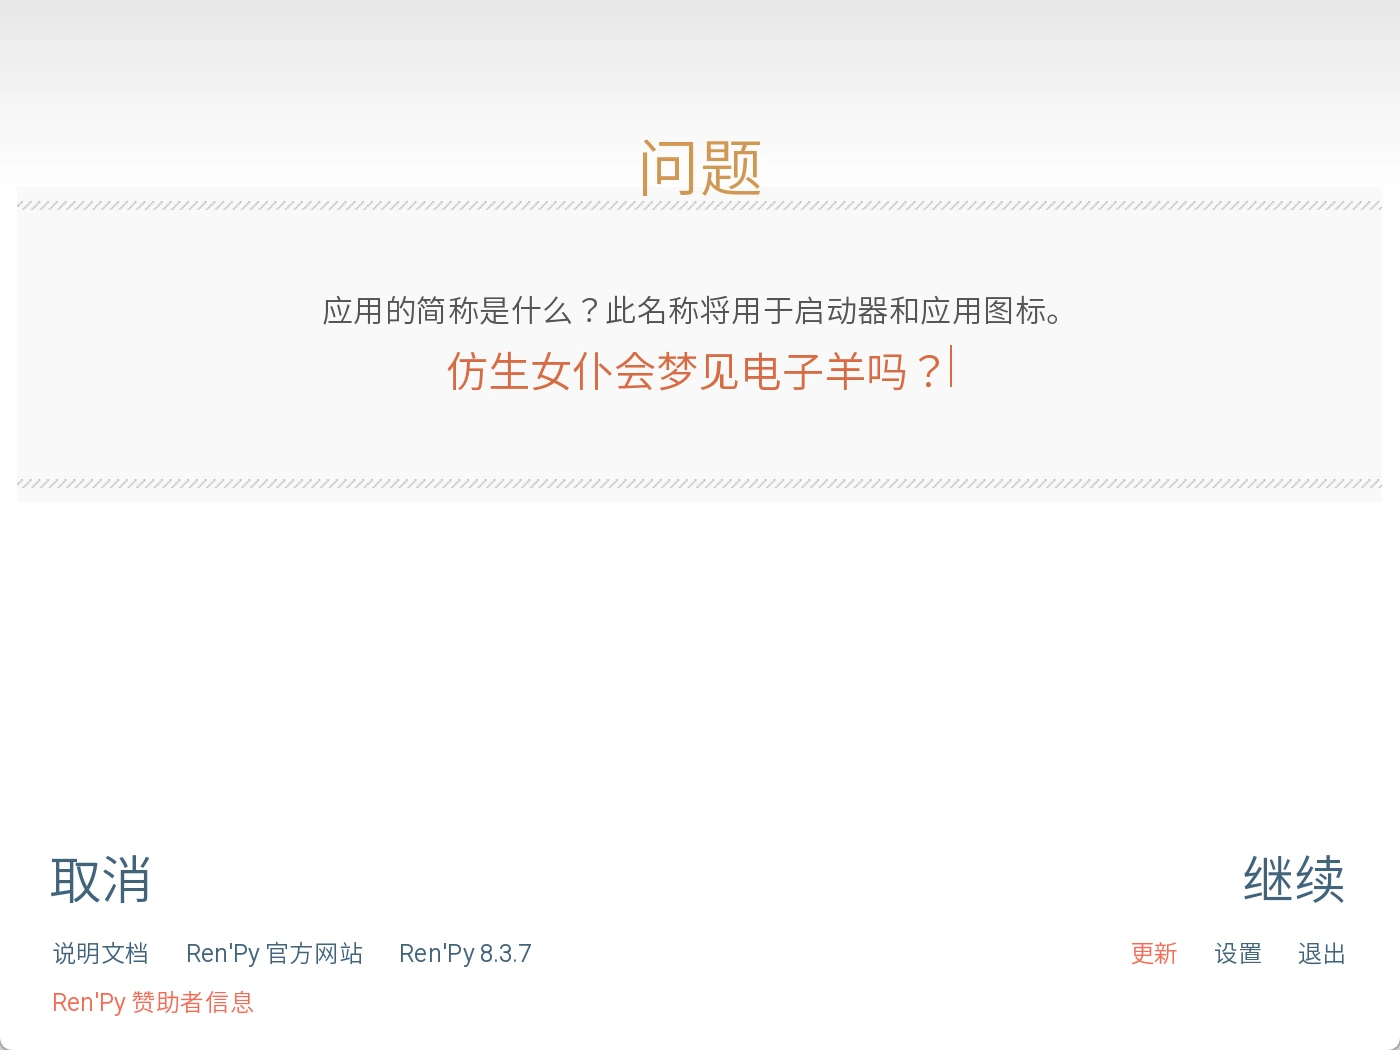 问题
应用的简称是什么？此名称将用于启动器和应用图标。
仿生女仆会梦见电子羊吗？
取消
继续
说明文档 Ren'Py 官方网站 Ren'Py 8.3.7
更新 设置 退出
Ren'Py 赞助者信息